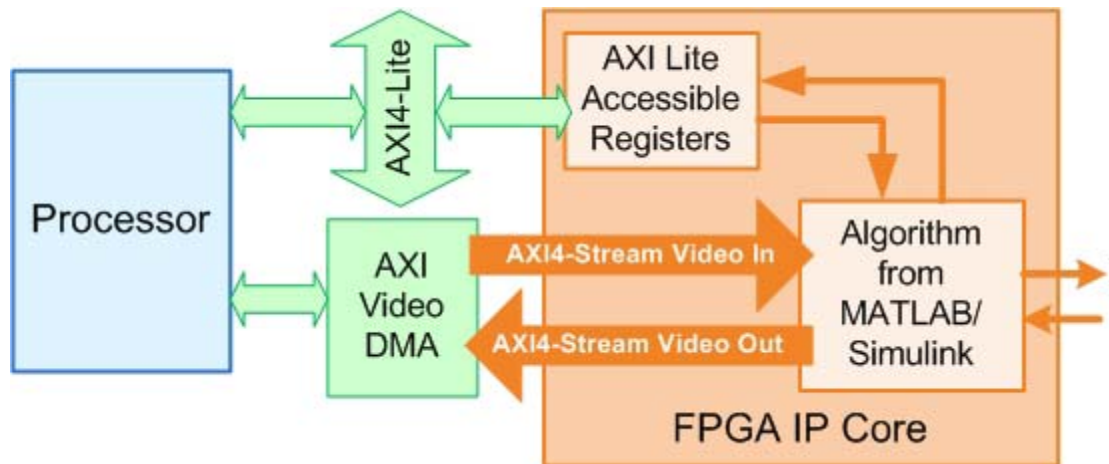 Processor
AXI4-Lite
AXI
Video
DMA
AXI Lite
Accessible
Registers
AXI4-Stream Video In
AXI4-Stream Video Out
Algorithm
from
MATLAB/
Simulink
FPGA IP Core